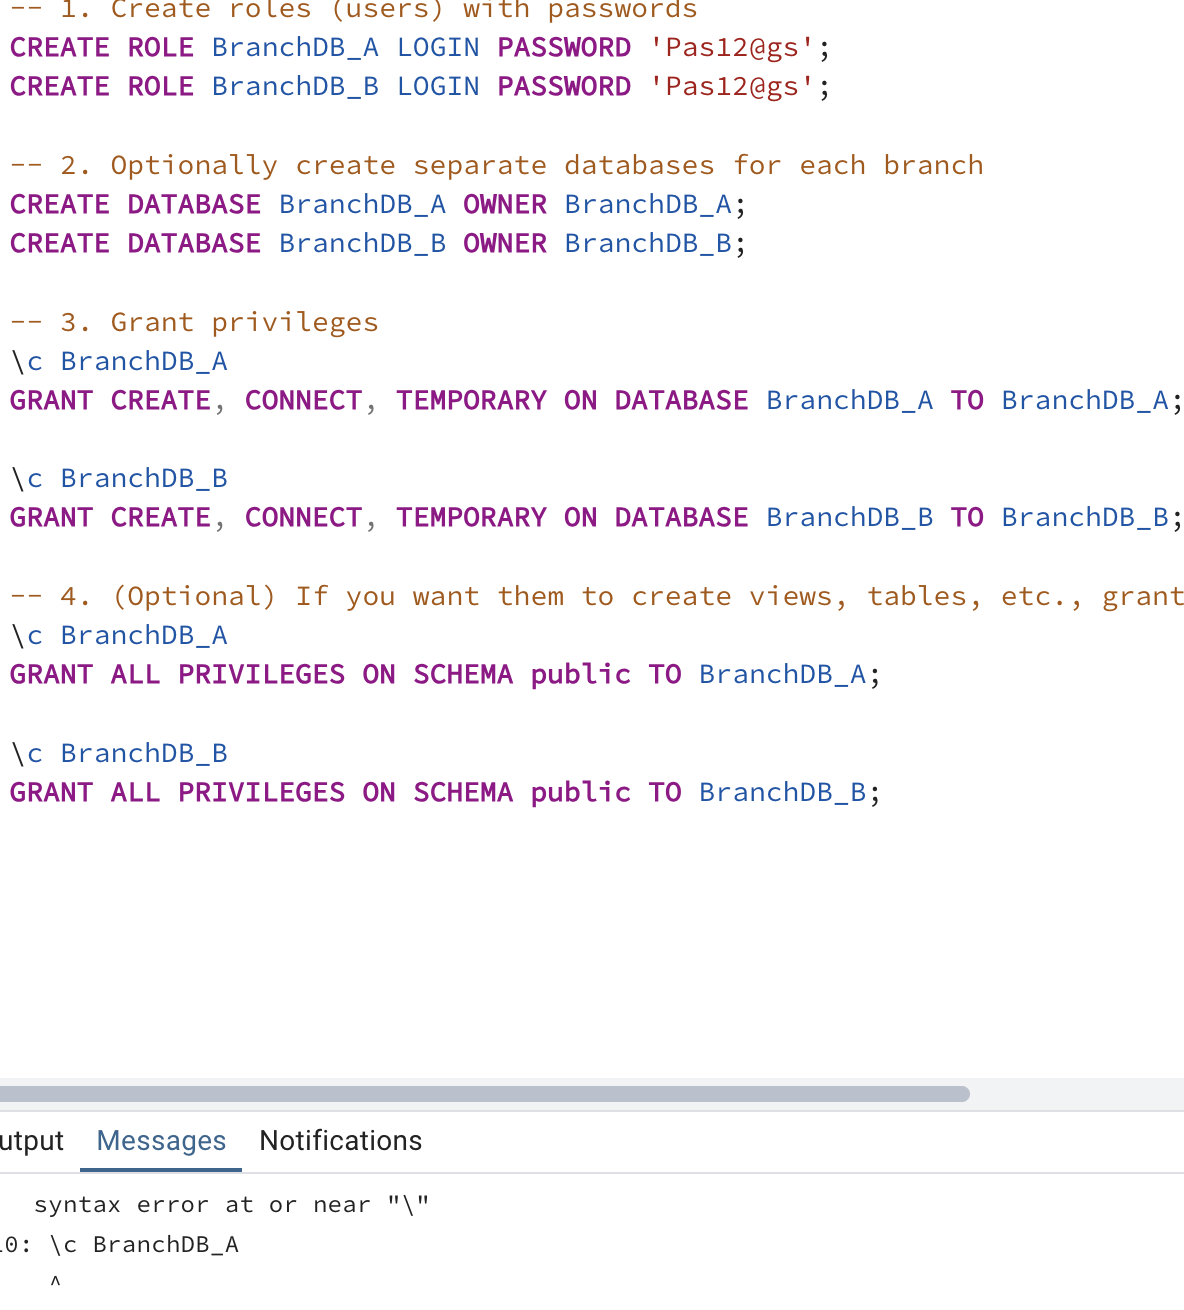 -- 1. Create roles (users) with passwords
CREATE ROLE BranchDB_A LOGIN PASSWORD 'Pas12@gs';
CREATE ROLE BranchDB_B LOGIN PASSWORD 'Pas12@gs';
-- 2. Optionally create separate databases for each branch
CREATE DATABASE BranchDB_A OWNER BranchDB_A;
CREATE DATABASE BranchDB_B OWNER BranchDB_B;
-- 3. Grant privileges
\c BranchDB_A
GRANT CREATE, CONNECT, TEMPORARY ON DATABASE BranchDB_A TO BranchDB_A;
\c BranchDB_B
GRANT CREATE, CONNECT, TEMPORARY ON DATABASE BranchDB_B TO BranchDB_B;
-- 4. (Optional) If you want them to create views, tables, etc., grant
\c BranchDB_A
GRANT ALL PRIVILEGES ON SCHEMA public TO BranchDB_A;
\c BranchDB_B
GRANT ALL PRIVILEGES ON SCHEMA public TO BranchDB_B;
utput Messages Notifications
syntax error at or near "\"
0: \c BranchDB_A
^